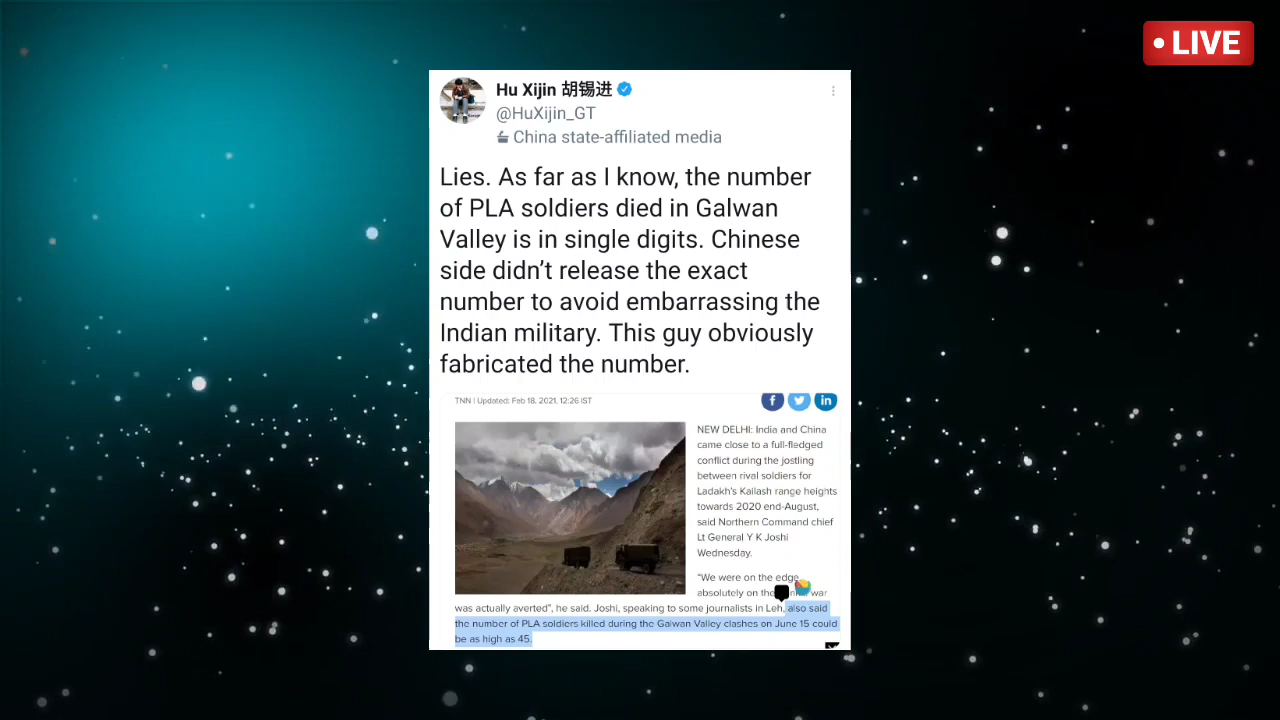 LIVE
Hu Xijin 胡锡进
@HuXijin_GT
China state-affiliated media
Lies. As far as I know, the number
of PLA soldiers died in Galwan
Valley is in single digits. Chinese
side didn’t release the exact
number to avoid embarrassing the
Indian military. This guy obviously
fabricated the number.
TNN | Updated: Feb 18, 2021, 12:26 IST
NEW DELHI: India and China
came close to a full-fledged
conflict during the jostling
between rival soldiers for
Ladakh's Kailash range heights
towards 2020 end-August,
said Northern Command chief
Lt General Y K Joshi
Wednesday.
"We were on the edge,
absolutely on the war
was actually averted", he said. Joshi, speaking to some journalists in Leh, also said
the number of PLA soldiers killed during the Galwan Valley clashes on June 15 could
be as high as 45.